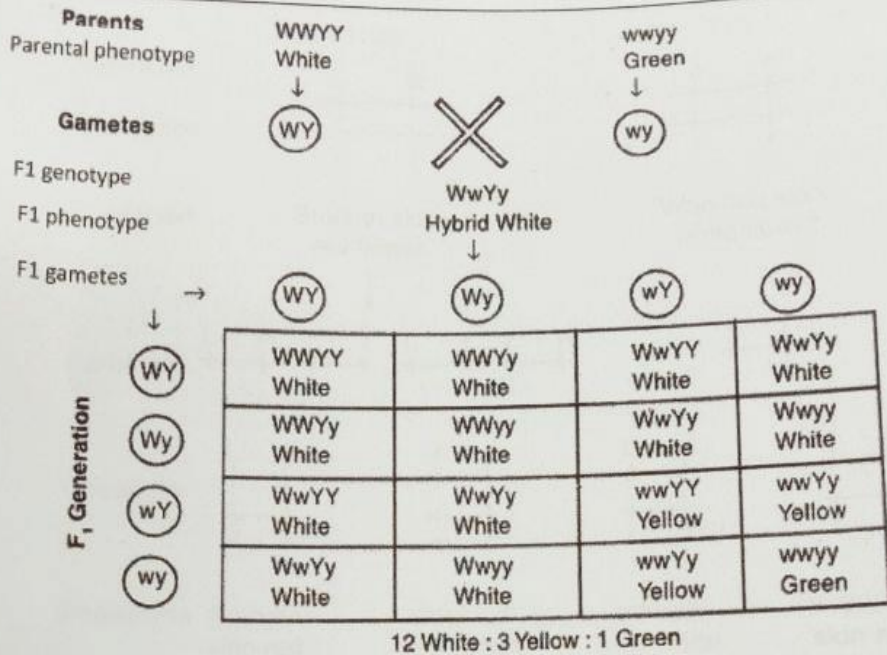 Parents WWYY wwyy
Parental phenotype White Green
↓ ↓
Gametes WY wy
F1 genotype WwYy
F1 phenotype Hybrid White
↓
F1 gametes → WY Wy wY wy
↓
F₁ Generation
WY WWYY WWYy WwYY WwYy
White White White White
Wy WWYy WWyy WwYy Wwyy
White White White White
wY WwYY WwYy wwYY wwYy
White White Yellow Yellow
wy WwYy Wwyy wwYy wwyy
White White Yellow Green
12 White : 3 Yellow : 1 Green